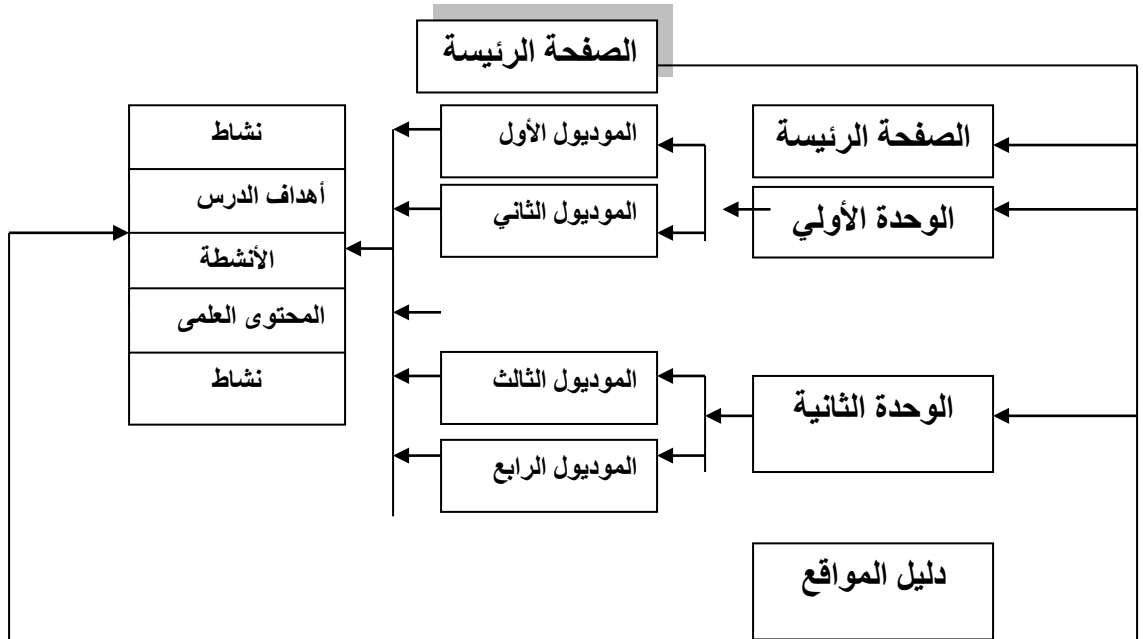 الصفحة الرئيسة
الصفحة الرئيسة
الموديول الأول
نشاط
الوحدة الأولي
الموديول الثاني
أهداف الدرس
الأنشطة
المحتوى العلمى
الوحدة الثانية
الموديول الثالث
نشاط
الموديول الرابع
دليل المواقع